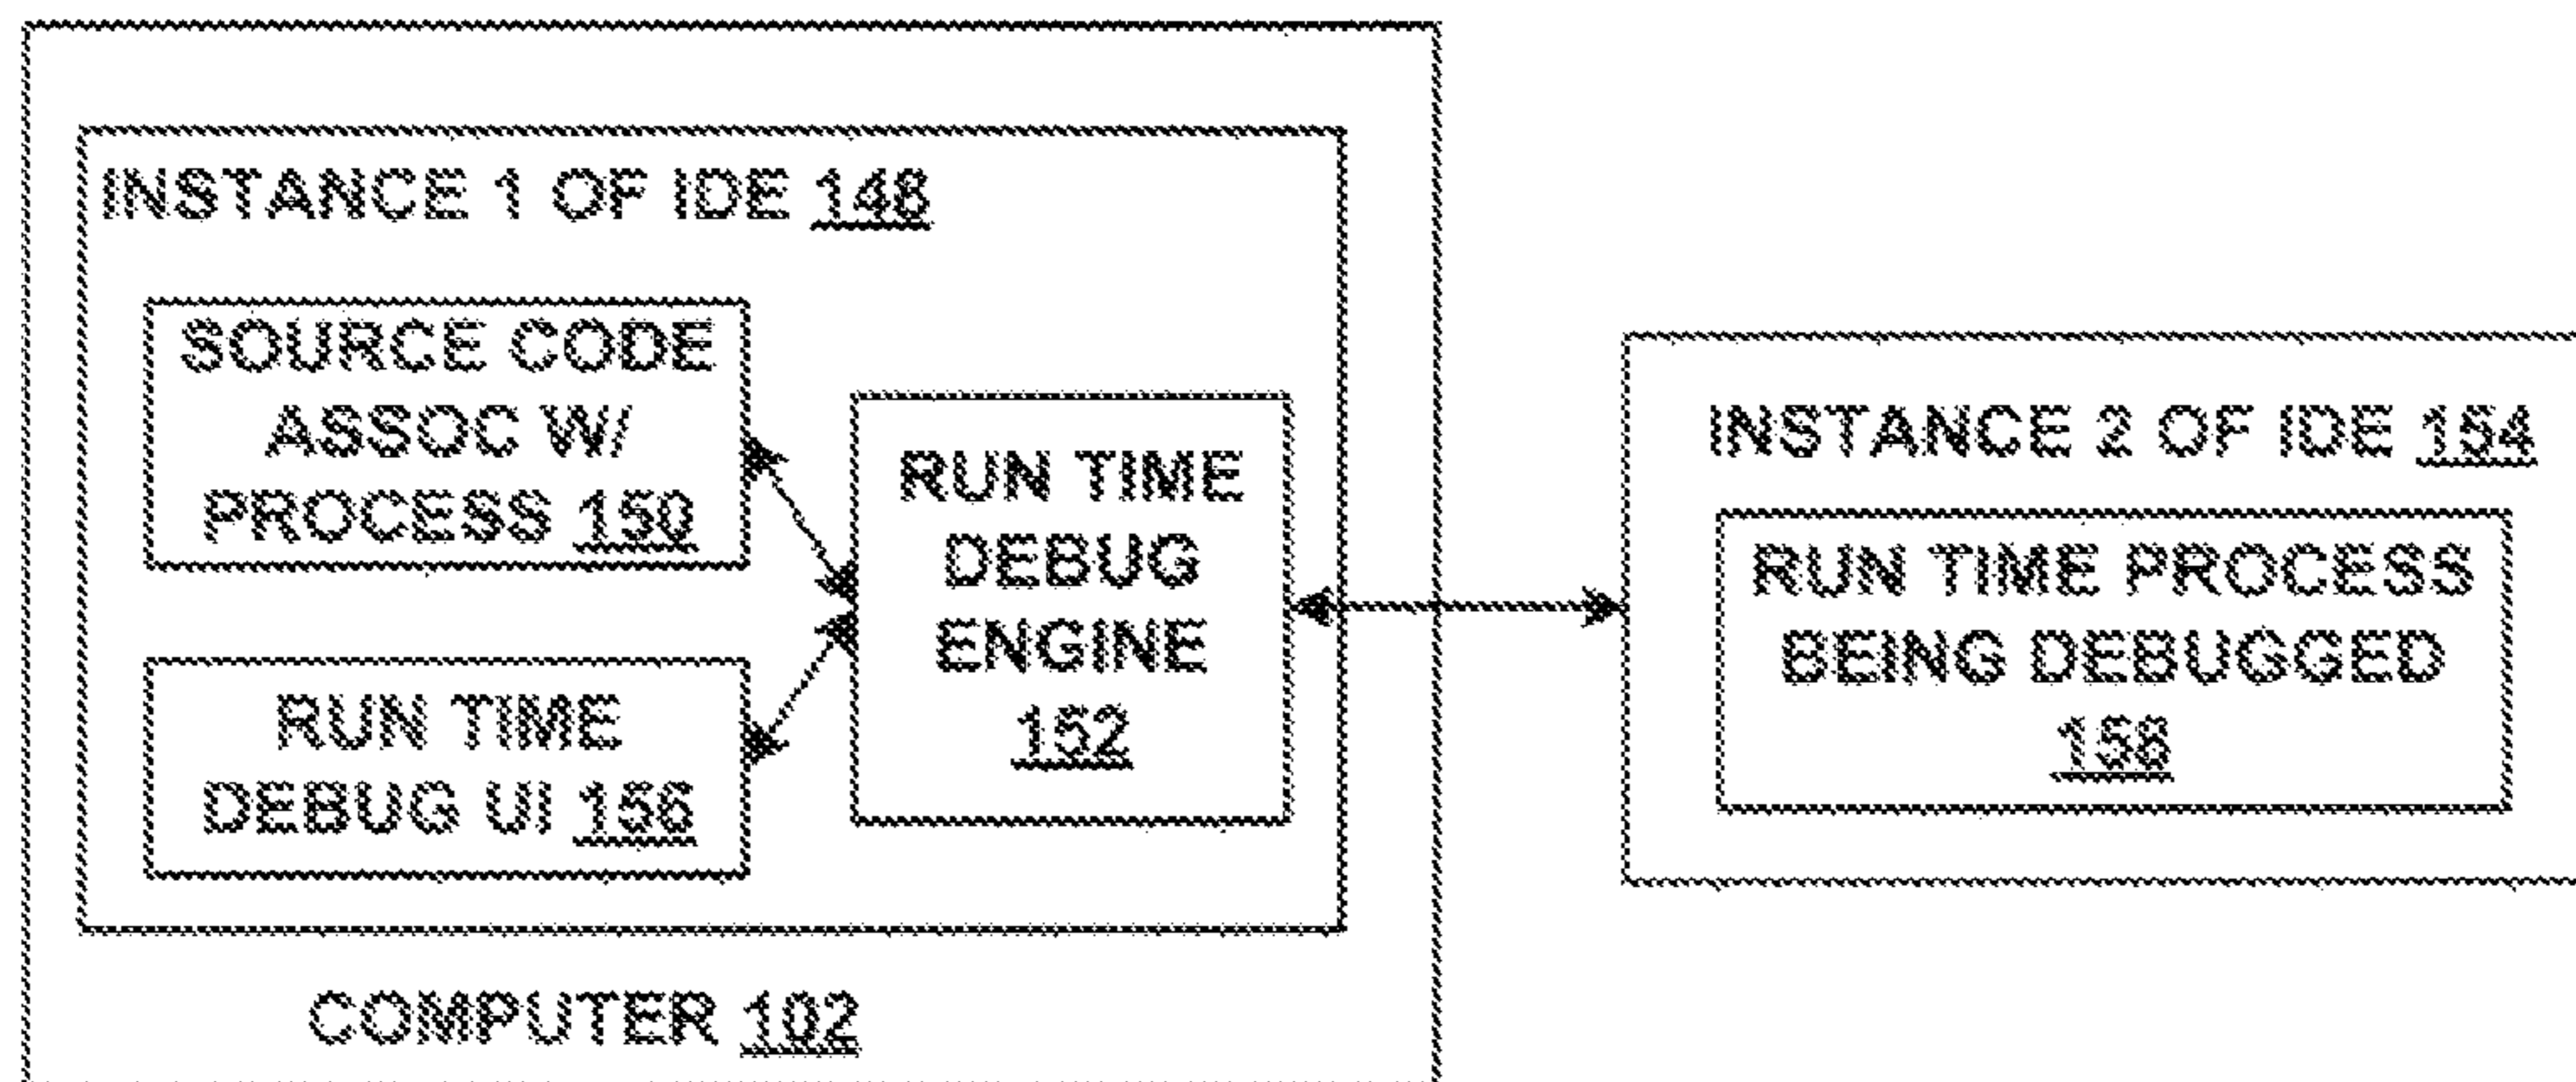 INSTANCE 1 OF IDE 148
SOURCE CODE
ASSOC W/
PROCESS 150
RUN TIME
DEBUG
ENGINE
152
RUN TIME
DEBUG UI 156
COMPUTER 102
INSTANCE 2 OF IDE 154
RUN TIME PROCESS
BEING DEBUGGED
158